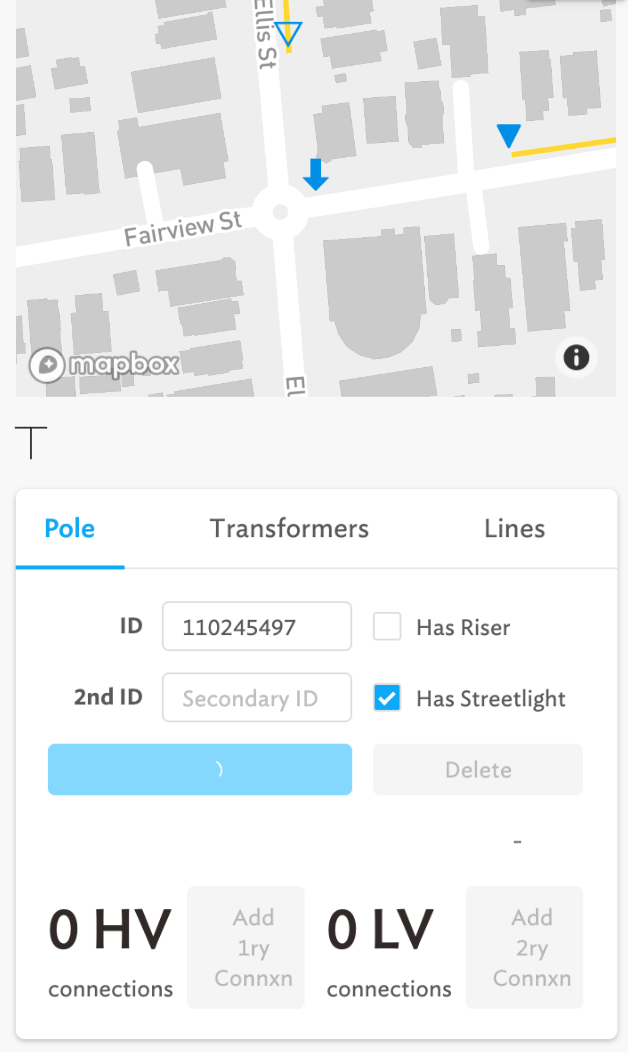 Ellis St
Fairview St
mapbox
El
Pole Transformers Lines
ID 110245497 Has Riser
2nd ID Secondary ID Has Streetlight
Delete
-
0 HV Add 1ry Connxn 0 LV Add 2ry Connxn
connections connections